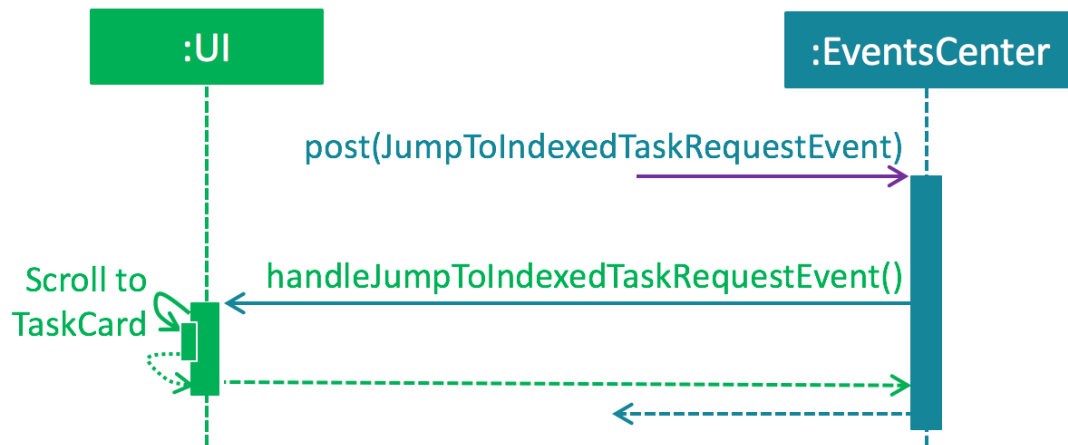 :UI
:EventsCenter
post(JumpToIndexedTaskRequestEvent)
handleJumpToIndexedTaskRequestEvent()
Scroll to
TaskCard